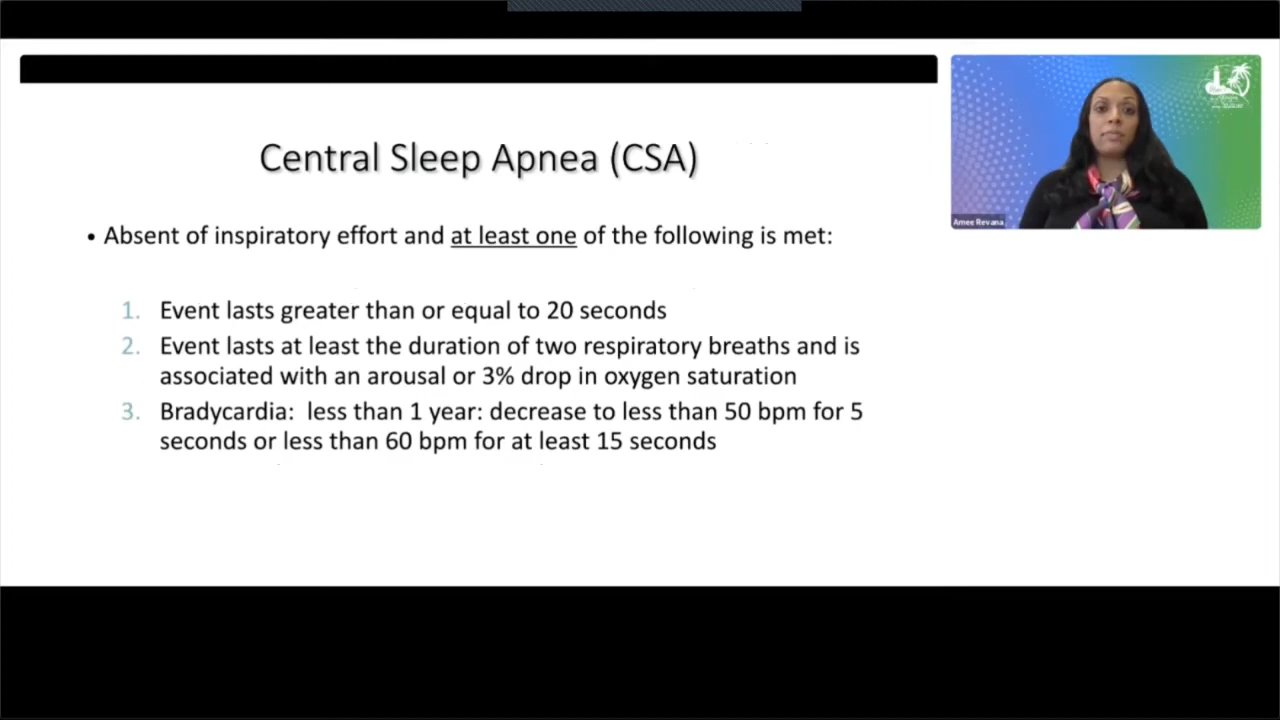 Central Sleep Apnea (CSA)
• Absent of inspiratory effort and at least one of the following is met:
1. Event lasts greater than or equal to 20 seconds
2. Event lasts at least the duration of two respiratory breaths and is
associated with an arousal or 3% drop in oxygen saturation
3. Bradycardia: less than 1 year: decrease to less than 50 bpm for 5
seconds or less than 60 bpm for at least 15 seconds
Amee Revana